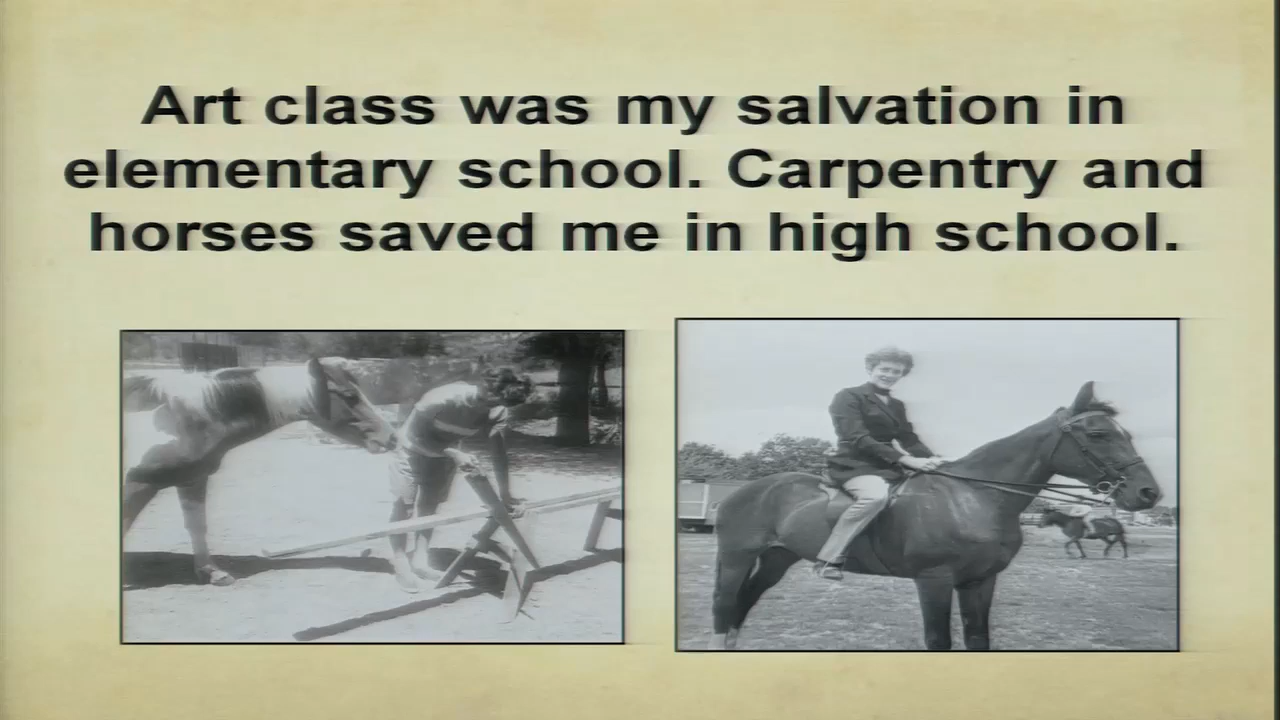 Art class was my salvation in
elementary school. Carpentry and
horses saved me in high school.